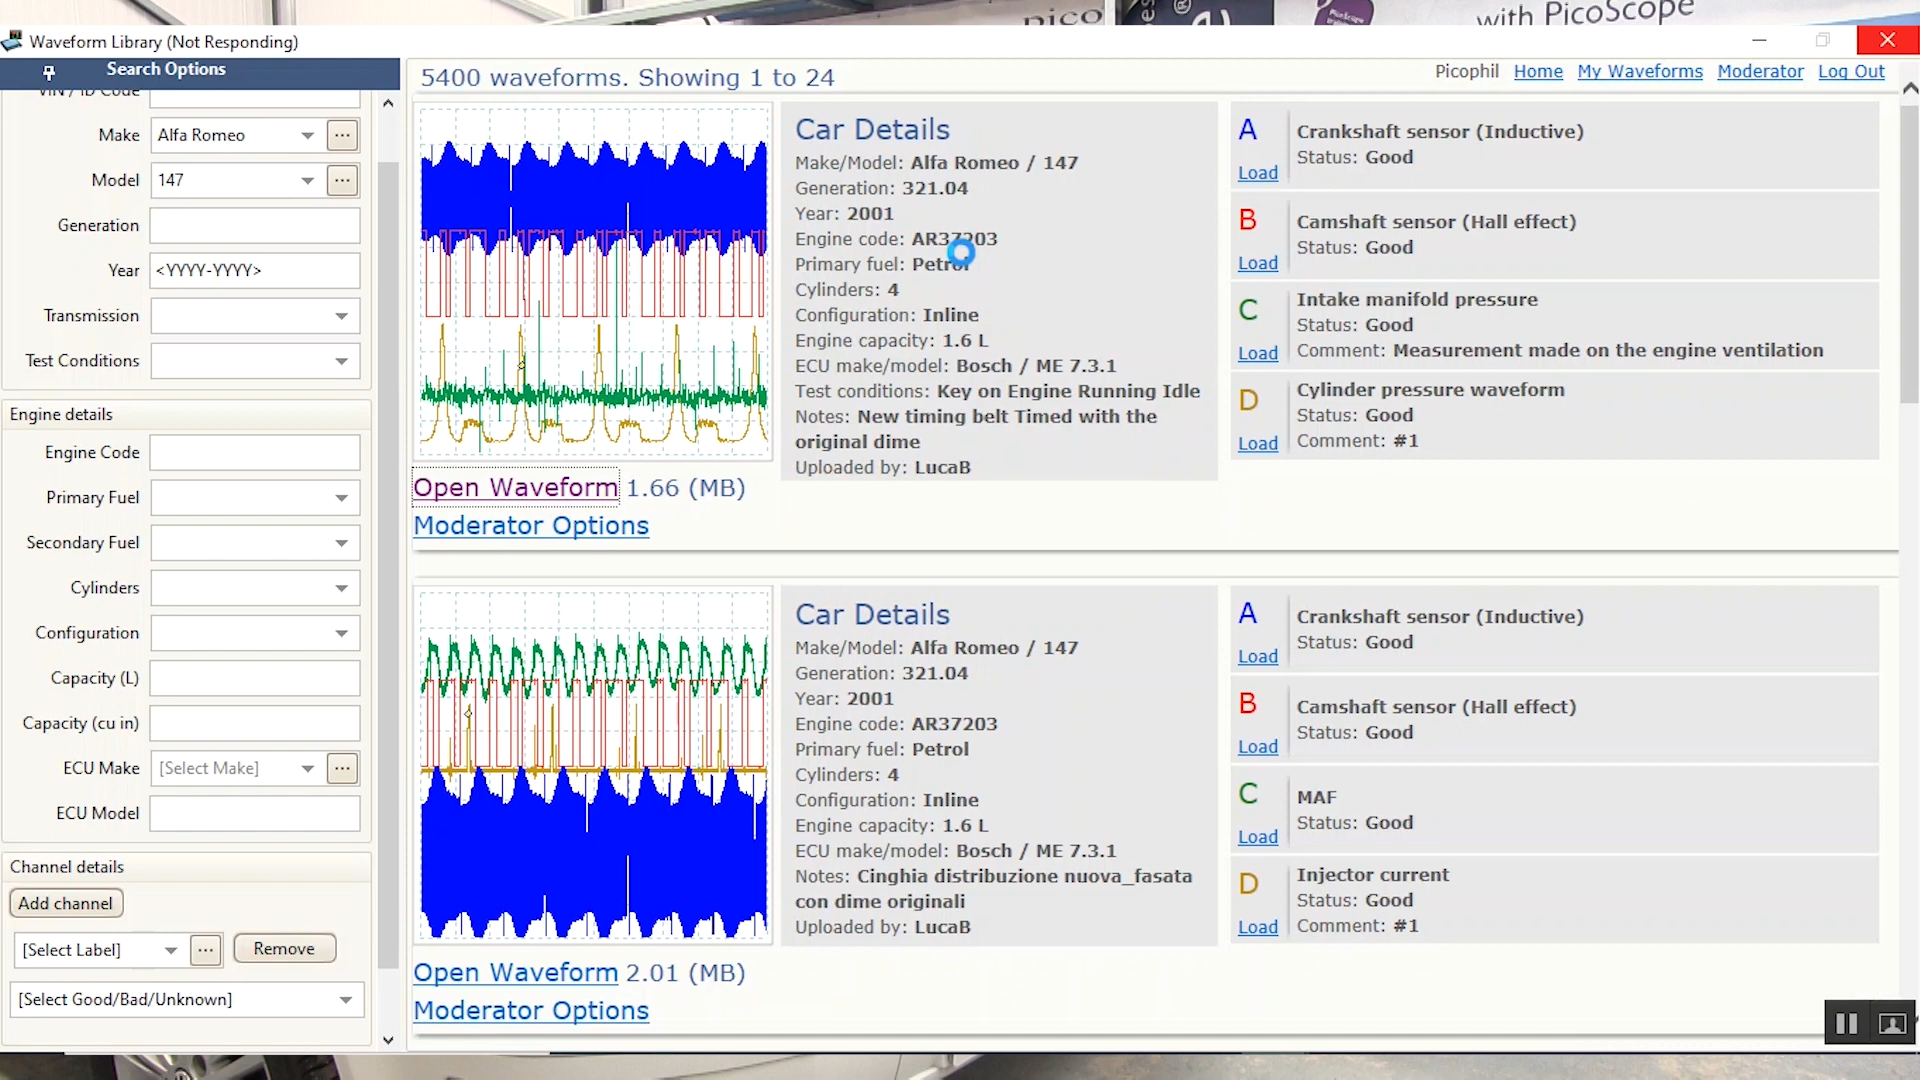 pico
with PicoScope
Waveform Library (Not Responding)
Search Options
VIN / ID Code
Make
Alfa Romeo
...
Model
147
...
Generation
Year
<YYYY-YYYY>
Transmission
Test Conditions
Engine details
Engine Code
Primary Fuel
Secondary Fuel
Cylinders
Configuration
Capacity (L)
Capacity (cu in)
ECU Make
[Select Make]
...
ECU Model
Channel details
Add channel
[Select Label]
...
Remove
[Select Good/Bad/Unknown]
5400 waveforms. Showing 1 to 24
Picophil Home My Waveforms Moderator Log Out
Open Waveform 1.66 (MB)
Moderator Options
Car Details
Make/Model: Alfa Romeo / 147
Generation: 321.04
Year: 2001
Engine code: AR37203
Primary fuel: Petrol
Cylinders: 4
Configuration: Inline
Engine capacity: 1.6 L
ECU make/model: Bosch / ME 7.3.1
Test conditions: Key on Engine Running Idle
Notes: New timing belt Timed with the
original dime
Uploaded by: LucaB
A
Load
Crankshaft sensor (Inductive)
Status: Good
B
Load
Camshaft sensor (Hall effect)
Status: Good
C
Load
Intake manifold pressure
Status: Good
Comment: Measurement made on the engine ventilation
D
Load
Cylinder pressure waveform
Status: Good
Comment: #1
Open Waveform 2.01 (MB)
Moderator Options
Car Details
Make/Model: Alfa Romeo / 147
Generation: 321.04
Year: 2001
Engine code: AR37203
Primary fuel: Petrol
Cylinders: 4
Configuration: Inline
Engine capacity: 1.6 L
ECU make/model: Bosch / ME 7.3.1
Notes: Cinghia distribuzione nuova_fasata
con dime originali
Uploaded by: LucaB
A
Load
Crankshaft sensor (Inductive)
Status: Good
B
Load
Camshaft sensor (Hall effect)
Status: Good
C
Load
MAF
Status: Good
D
Load
Injector current
Status: Good
Comment: #1